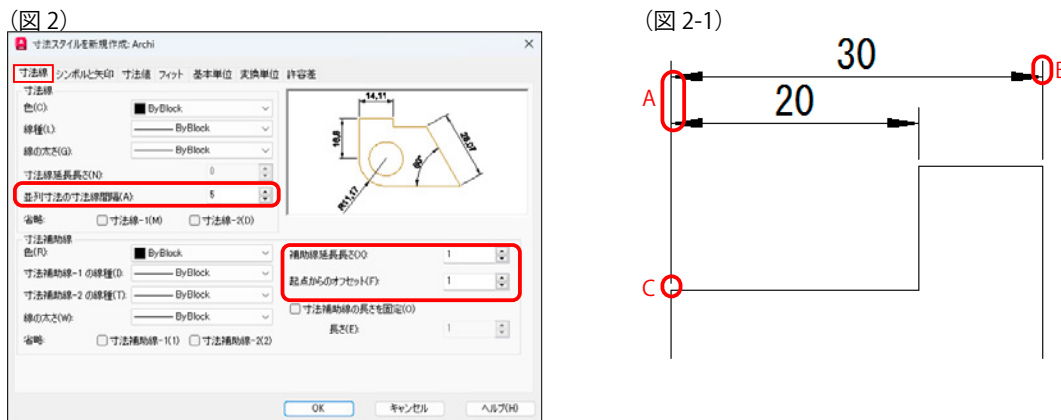 (図 2)
(図 2-1)
寸法スタイルを新規作成: Archi
寸法線 シンボルと矢印 寸法値 フィット 基本単位 変換単位 許容差
寸法線
色(C): ByBlock
線種(L): ByBlock
線の太さ(G): ByBlock
寸法線延長長さ(N): 0
並列寸法の寸法線間隔(A): 5
省略: 寸法線-1(M) 寸法線-2(D)
14,11
16,6
28,07
60°
R11,17
寸法補助線
色(R): ByBlock
寸法補助線-1 の線種(I): ByBlock
寸法補助線-2 の線種(T): ByBlock
線の太さ(W): ByBlock
省略: 寸法補助線-1(1) 寸法補助線-2(2)
補助線延長長さ(X): 1
起点からのオフセット(F): 1
寸法補助線の長さを固定(O)
長さ(E): 1
OK キャンセル ヘルプ(H)
30
B
A
20
C